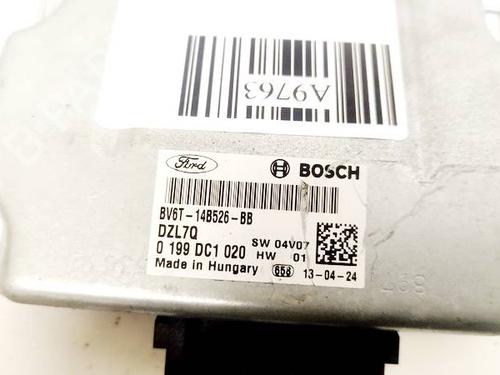 A9763
Ford
BOSCH
BV6T-14B526-BB
DZL7Q
SW 04V07
0 199 DC1 020
HW 01
Made in Hungary
658
13-04-24